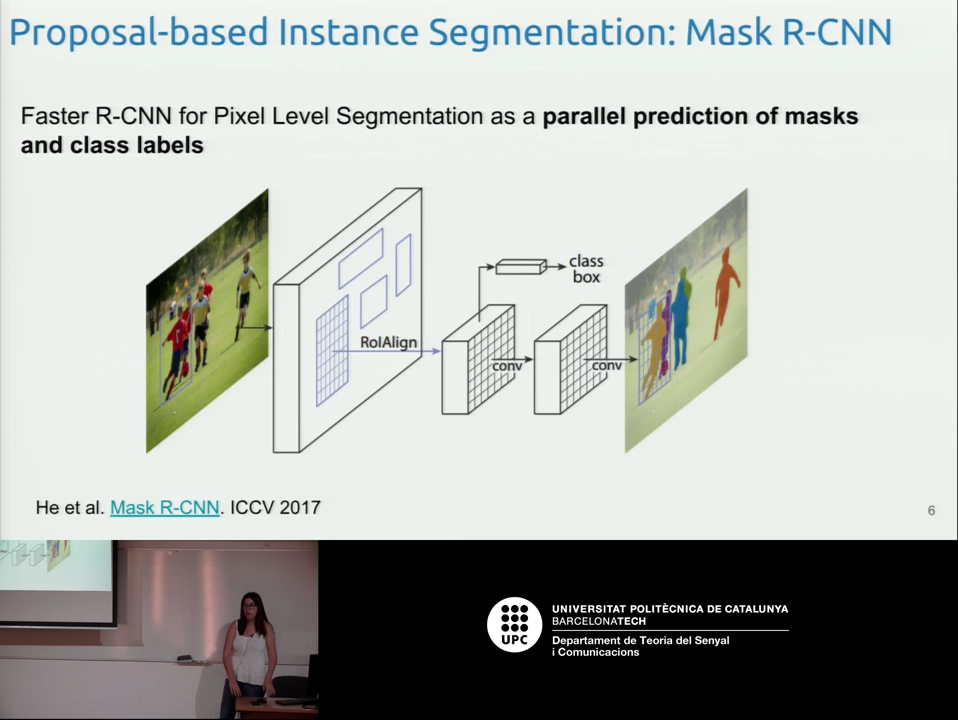 Proposal-based Instance Segmentation: Mask R-CNN
Faster R-CNN for Pixel Level Segmentation as a parallel prediction of masks
and class labels
class
box
RoIAlign
conv
conv
He et al. Mask R-CNN. ICCV 2017
6
UPC
UNIVERSITAT POLITÈCNICA DE CATALUNYA
BARCELONATECH
Departament de Teoria del Senyal
i Comunicacions